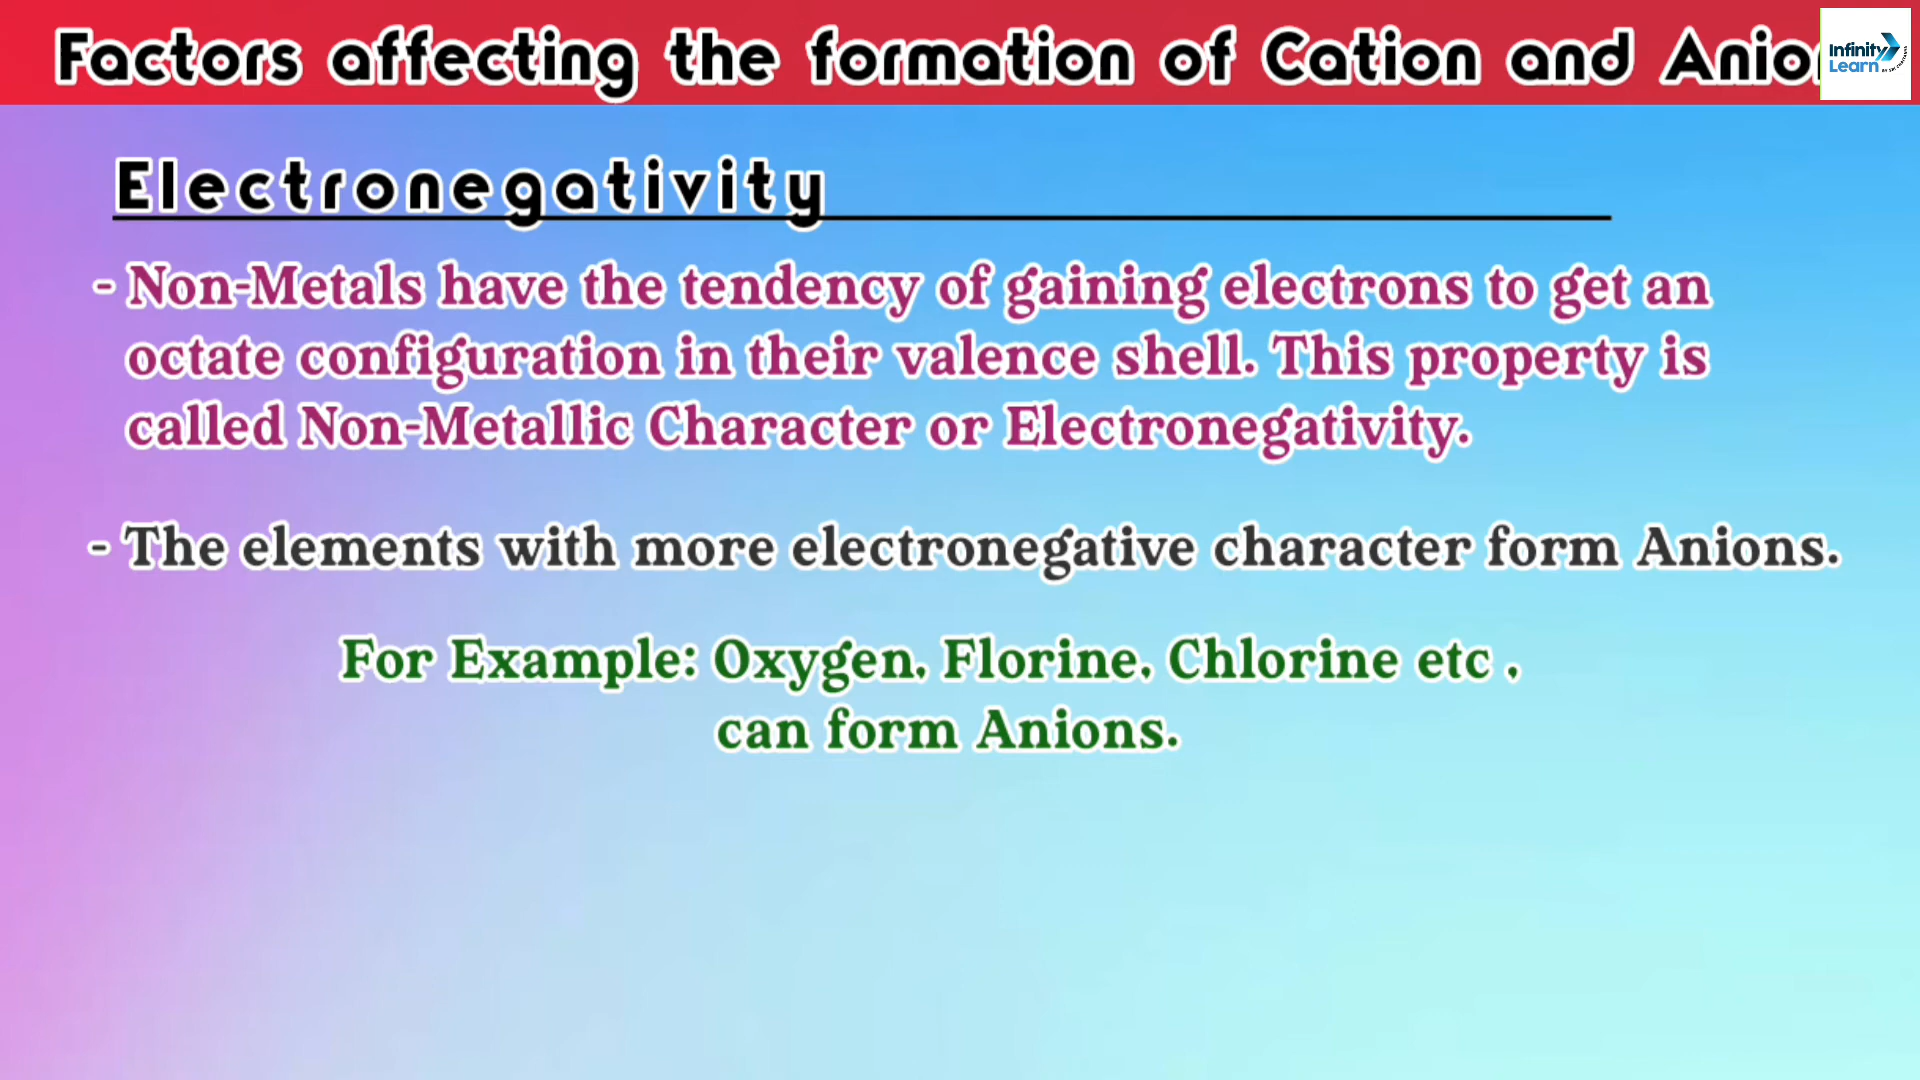 Factors affecting the formation of Cation and Anion
Infinity
Learn
Electronegativity
- Non-Metals have the tendency of gaining electrons to get an
octate configuration in their valence shell. This property is
called Non-Metallic Character or Electronegativity.
- The elements with more electronegative character form Anions.
For Example: Oxygen, Florine, Chlorine etc ,
can form Anions.